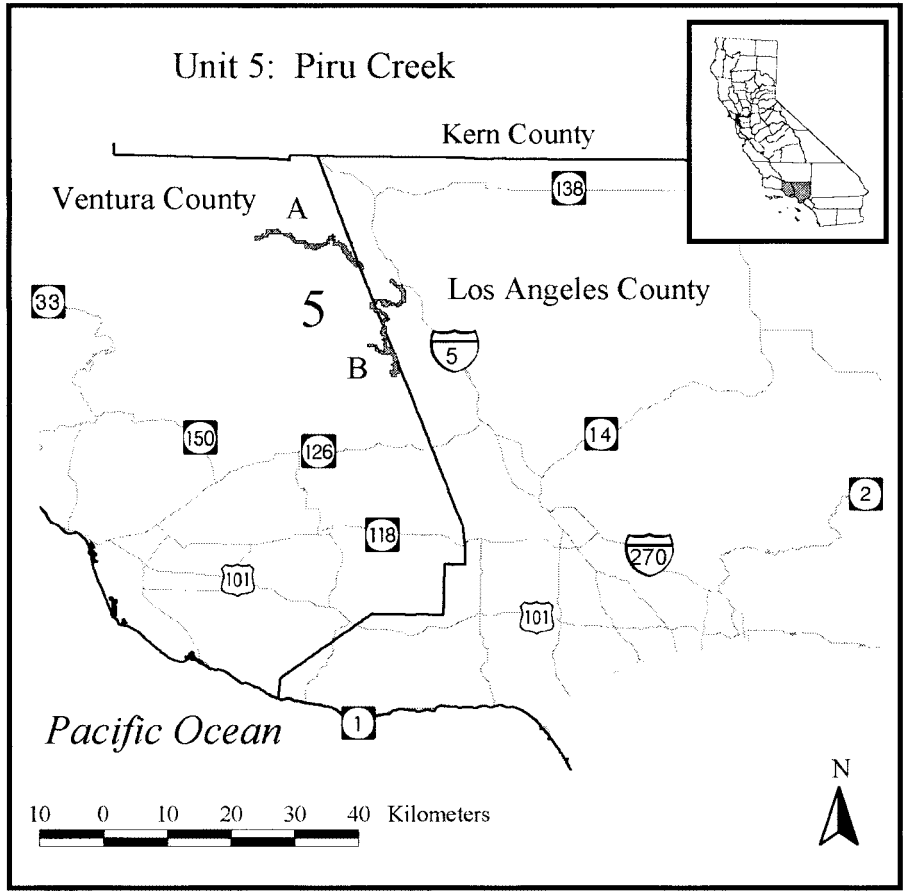 Unit 5: Piru Creek
Kern County
138
Ventura County
A
33
5
Los Angeles County
5
B
150
126
14
2
118
270
101
101
Pacific Ocean
1
N
10 0 10 20 30 40 Kilometers